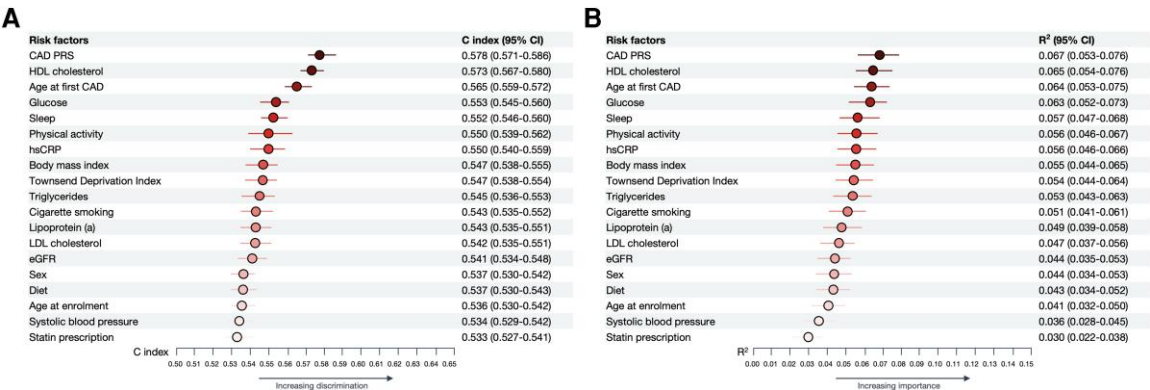 A
Risk factors C index (95% CI)
CAD PRS 0.578 (0.571-0.586)
HDL cholesterol 0.573 (0.567-0.580)
Age at first CAD 0.565 (0.559-0.572)
Glucose 0.553 (0.545-0.560)
Sleep 0.552 (0.546-0.560)
Physical activity 0.550 (0.539-0.562)
hsCRP 0.550 (0.540-0.559)
Body mass index 0.547 (0.538-0.555)
Townsend Deprivation Index 0.547 (0.538-0.554)
Triglycerides 0.545 (0.536-0.553)
Cigarette smoking 0.543 (0.535-0.552)
Lipoprotein (a) 0.543 (0.535-0.551)
LDL cholesterol 0.542 (0.535-0.551)
eGFR 0.541 (0.534-0.548)
Sex 0.537 (0.530-0.542)
Diet 0.537 (0.530-0.543)
Age at enrolment 0.536 (0.530-0.542)
Systolic blood pressure 0.534 (0.529-0.542)
Statin prescription 0.533 (0.527-0.541)
C index
0.50 0.51 0.52 0.53 0.54 0.55 0.56 0.57 0.58 0.59 0.60 0.61 0.62 0.63 0.65
Increasing discrimination
B
Risk factors R² (95% CI)
CAD PRS 0.067 (0.053-0.076)
HDL cholesterol 0.065 (0.054-0.076)
Age at first CAD 0.064 (0.053-0.075)
Glucose 0.063 (0.052-0.073)
Sleep 0.057 (0.047-0.068)
Physical activity 0.056 (0.046-0.067)
hsCRP 0.056 (0.046-0.066)
Body mass index 0.055 (0.044-0.065)
Townsend Deprivation Index 0.054 (0.044-0.064)
Triglycerides 0.053 (0.043-0.063)
Cigarette smoking 0.051 (0.041-0.061)
Lipoprotein (a) 0.049 (0.039-0.058)
LDL cholesterol 0.047 (0.037-0.056)
eGFR 0.044 (0.035-0.053)
Sex 0.044 (0.034-0.053)
Diet 0.043 (0.034-0.052)
Age at enrolment 0.041 (0.032-0.050)
Systolic blood pressure 0.036 (0.028-0.045)
Statin prescription 0.030 (0.022-0.038)
R²
0.00 0.01 0.02 0.03 0.04 0.05 0.06 0.07 0.08 0.09 0.10 0.11 0.12 0.13 0.14 0.15
Increasing importance